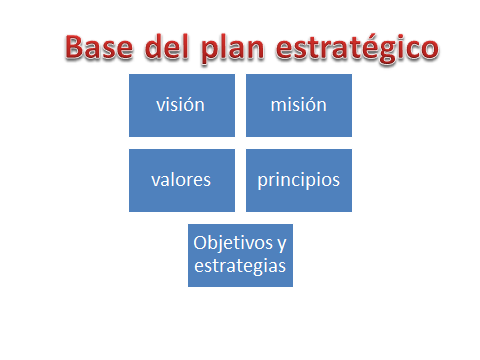 Base del plan estratégico
visión
misión
valores
principios
Objetivos y
estrategias